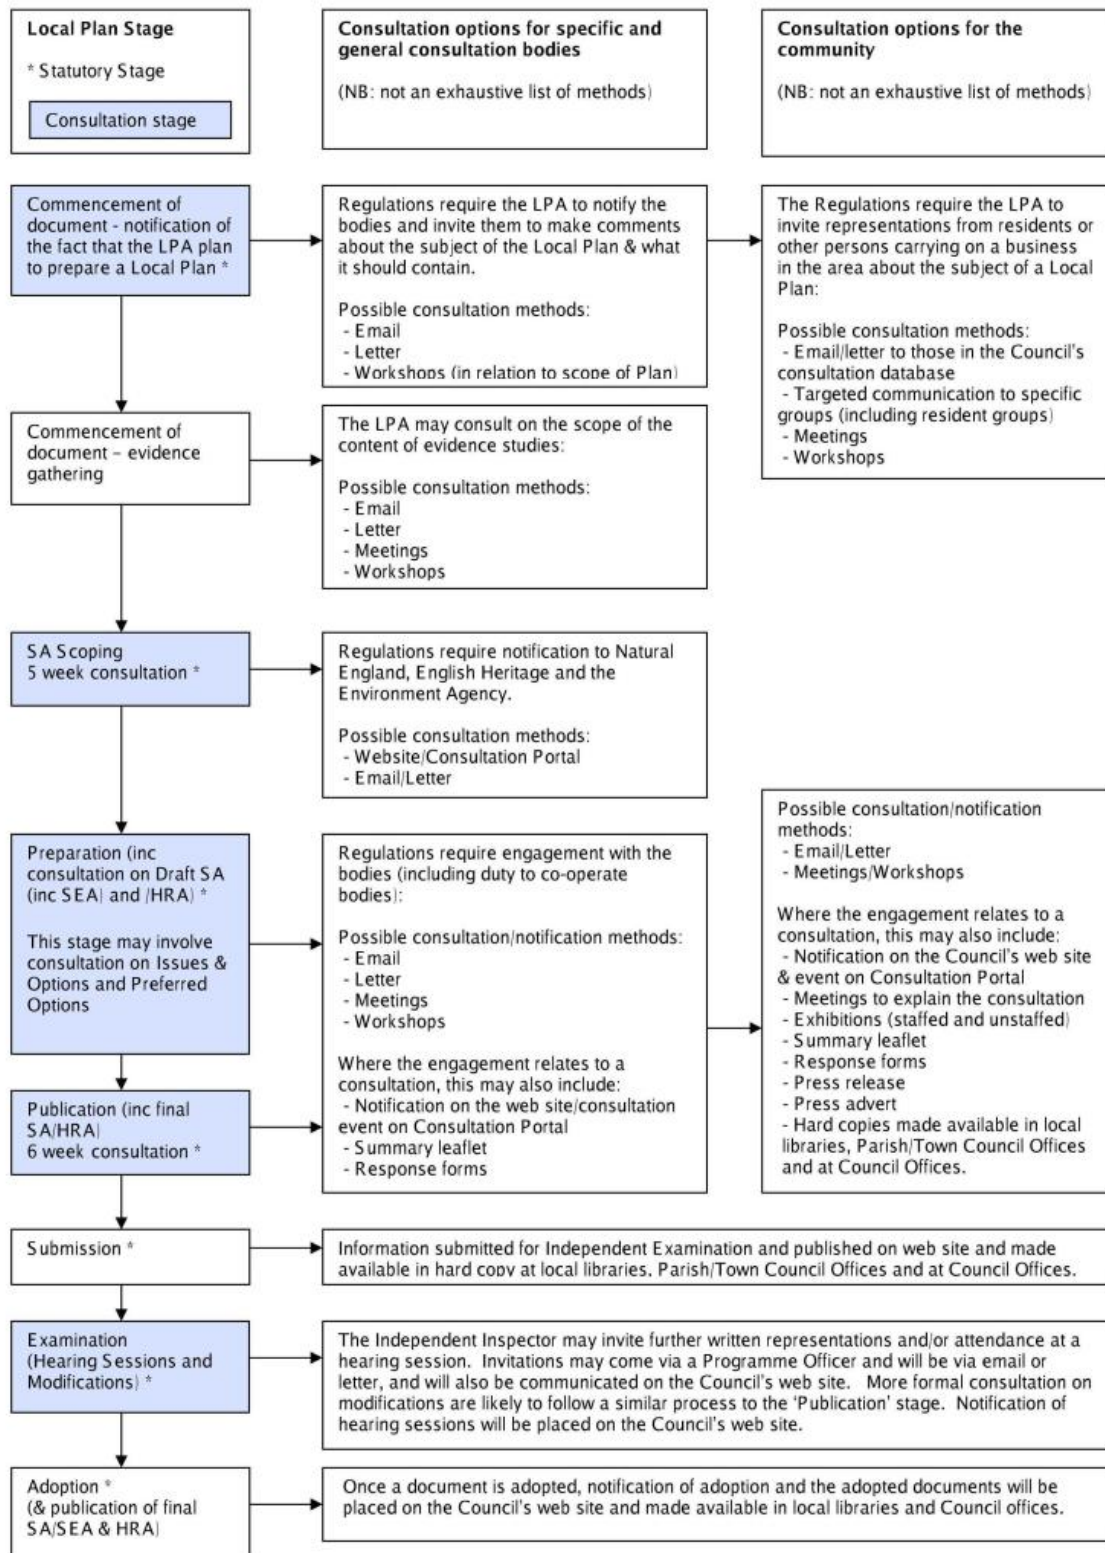 Local Plan Stage
* Statutory Stage
Consultation stage
Consultation options for specific and
general consultation bodies
(NB: not an exhaustive list of methods)
Consultation options for the
community
(NB: not an exhaustive list of methods)
Commencement of
document - notification of
the fact that the LPA plan
to prepare a Local Plan *
Regulations require the LPA to notify the
bodies and invite them to make comments
about the subject of the Local Plan & what
it should contain.
Possible consultation methods:
- Email
- Letter
- Workshops (in relation to scope of Plan)
The Regulations require the LPA to
invite representations from residents or
other persons carrying on a business
in the area about the subject of a Local
Plan:
Possible consultation methods:
- Email/letter to those in the Council's
consultation database
- Targeted communication to specific
groups (including resident groups)
- Meetings
- Workshops
Commencement of
document – evidence
gathering
The LPA may consult on the scope of the
content of evidence studies:
Possible consultation methods:
- Email
- Letter
- Meetings
- Workshops
SA Scoping
5 week consultation *
Regulations require notification to Natural
England, English Heritage and the
Environment Agency.
Possible consultation methods:
- Website/Consultation Portal
- Email/Letter
Preparation (inc
consultation on Draft SA
(inc SEA) and /HRA) *
This stage may involve
consultation on Issues &
Options and Preferred
Options
Publication (inc final
SA/HRA)
6 week consultation *
Regulations require engagement with the
bodies (including duty to co-operate
bodies):
Possible consultation/notification methods:
- Email
- Letter
- Meetings
- Workshops
Where the engagement relates to a
consultation, this may also include:
- Notification on the web site/consultation
event on Consultation Portal
- Summary leaflet
- Response forms
Possible consultation/notification
methods:
- Email/Letter
- Meetings/Workshops
Where the engagement relates to a
consultation, this may also include:
- Notification on the Council's web site
& event on Consultation Portal
- Meetings to explain the consultation
- Exhibitions (staffed and unstaffed)
- Summary leaflet
- Response forms
- Press release
- Press advert
- Hard copies made available in local
libraries, Parish/Town Council Offices
and at Council Offices.
Submission *
Information submitted for Independent Examination and published on web site and made
available in hard copy at local libraries, Parish/Town Council Offices and at Council Offices.
Examination
(Hearing Sessions and
Modifications) *
The Independent Inspector may invite further written representations and/or attendance at a
hearing session. Invitations may come via a Programme Officer and will be via email or
letter, and will also be communicated on the Council's web site. More formal consultation on
modifications are likely to follow a similar process to the 'Publication' stage. Notification of
hearing sessions will be placed on the Council's web site.
Adoption *
(& publication of final
SA/SEA & HRA)
Once a document is adopted, notification of adoption and the adopted documents will be
placed on the Council's web site and made available in local libraries and Council offices.